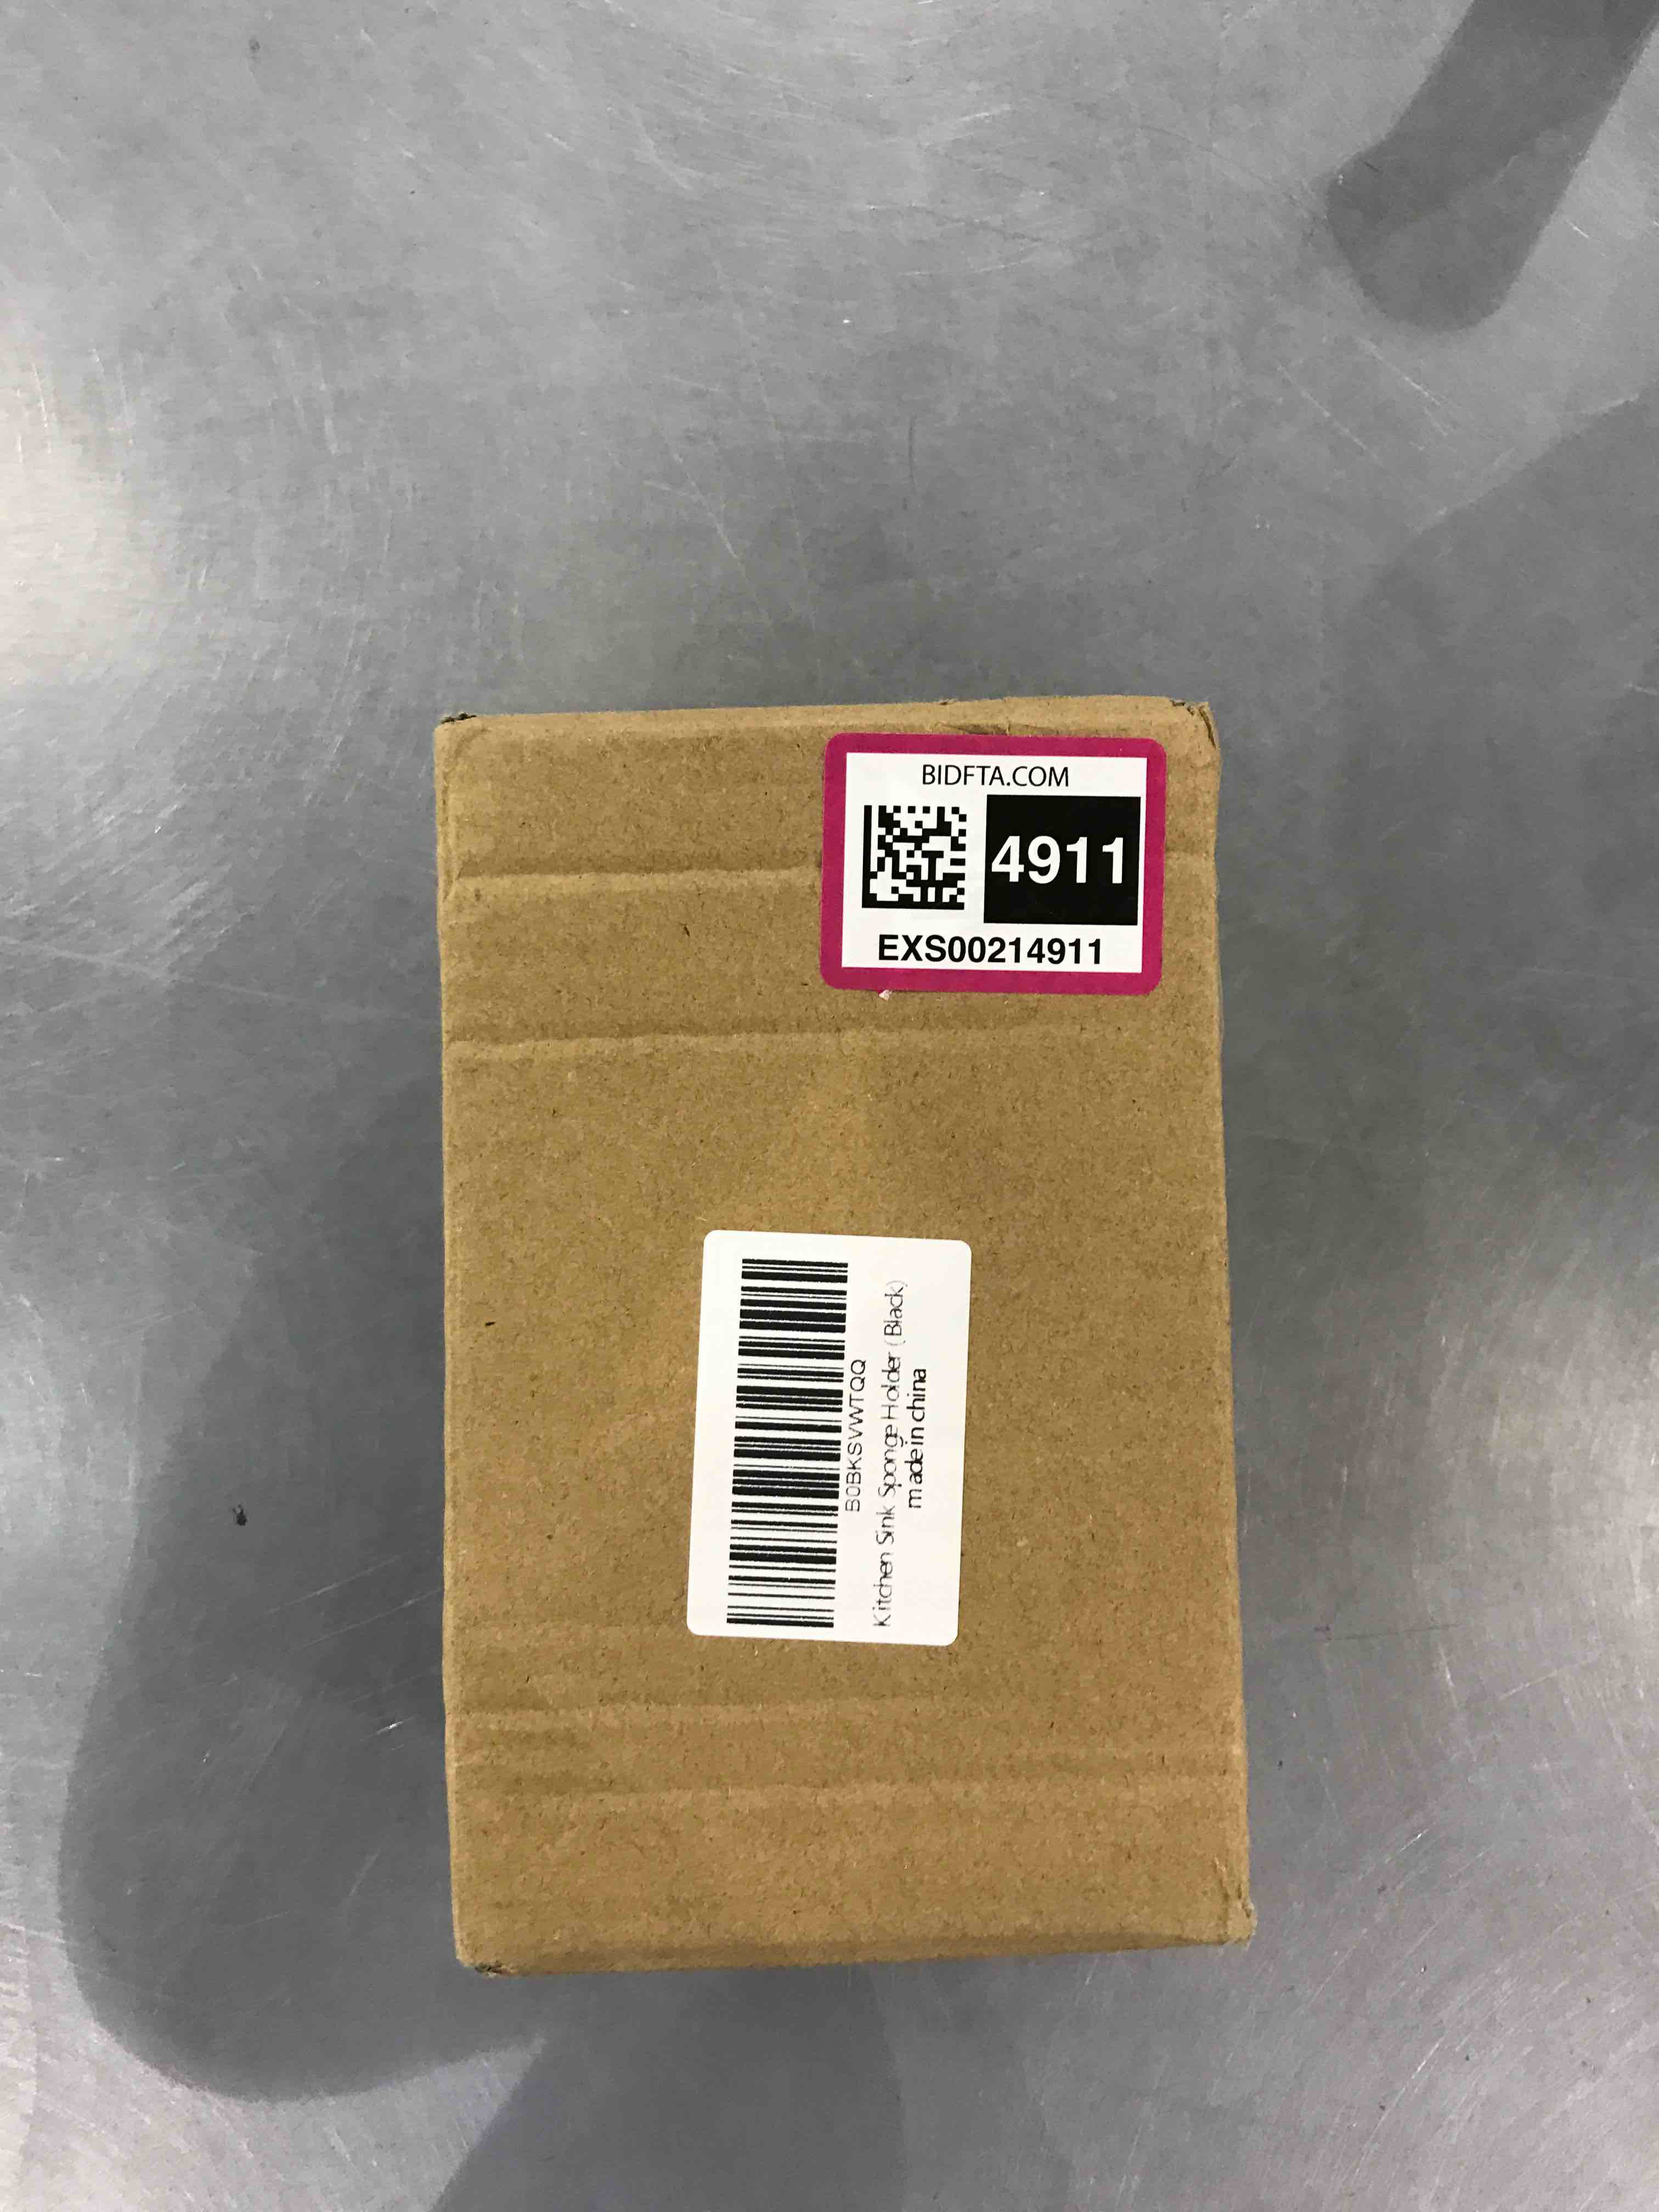 BIDFTA.COM
4911
EXS00214911
B0BKSVWTQQ
Kitchen Sink Sponge Holder (Black)
made in china